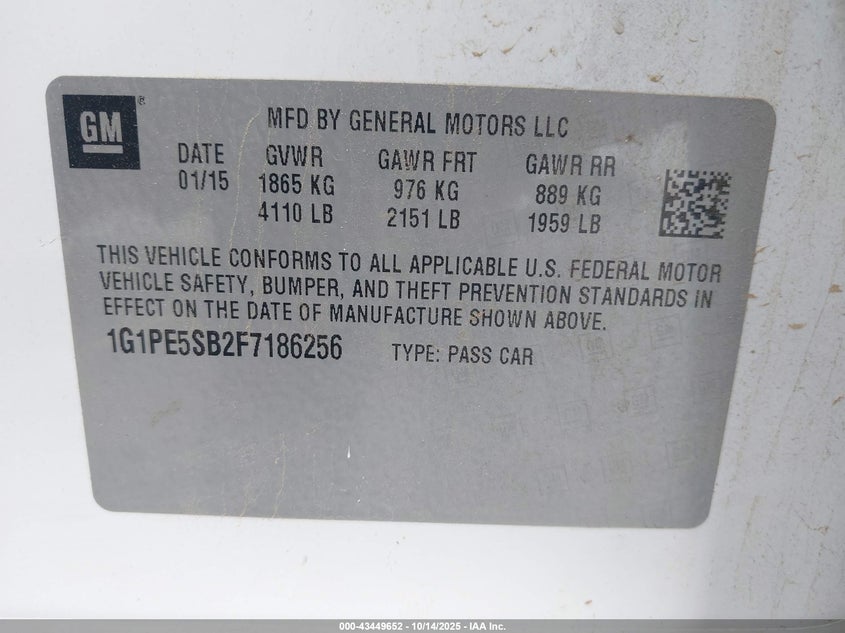 GM®
MFD BY GENERAL MOTORS LLC
DATE GVWR GAWR FRT GAWR RR
01/15 1865 KG 976 KG 889 KG
4110 LB 2151 LB 1959 LB
THIS VEHICLE CONFORMS TO ALL APPLICABLE U.S. FEDERAL MOTOR
VEHICLE SAFETY, BUMPER, AND THEFT PREVENTION STANDARDS IN
EFFECT ON THE DATE OF MANUFACTURE SHOWN ABOVE.
1G1PE5SB2F7186256 TYPE: PASS CAR
000-43449652 - 10/14/2025 - IAA Inc.